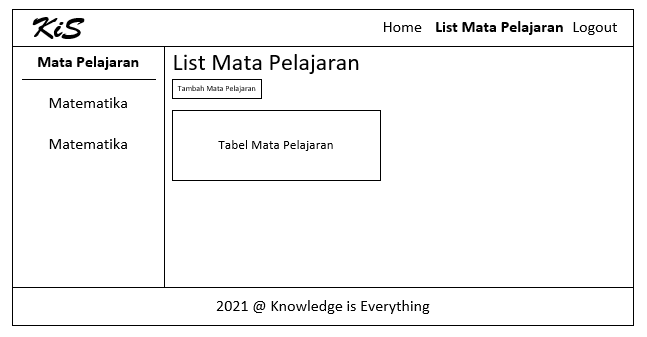 KiS
Home List Mata Pelajaran Logout
Mata Pelajaran
Matematika
Matematika
List Mata Pelajaran
Tambah Mata Pelajaran
Tabel Mata Pelajaran
2021 @ Knowledge is Everything